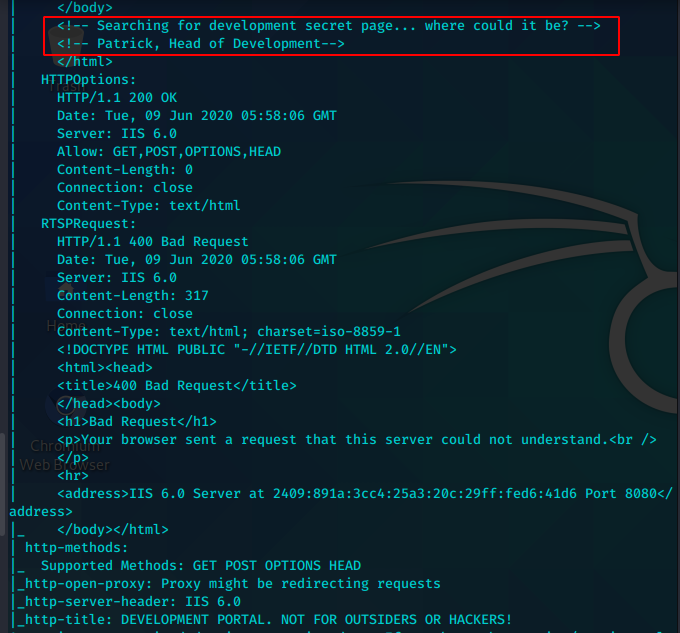 |     </body>
|     <!-- Searching for development secret page... where could it be? -->
|     <!-- Patrick, Head of Development-->
|     </html>
|   HTTPOptions:
|     HTTP/1.1 200 OK
|     Date: Tue, 09 Jun 2020 05:58:06 GMT
|     Server: IIS 6.0
|     Allow: GET,POST,OPTIONS,HEAD
|     Content-Length: 0
|     Connection: close
|     Content-Type: text/html
|   RTSPRequest:
|     HTTP/1.1 400 Bad Request
|     Date: Tue, 09 Jun 2020 05:58:06 GMT
|     Server: IIS 6.0
|     Content-Length: 317
|     Connection: close
|     Content-Type: text/html; charset=iso-8859-1
|     <!DOCTYPE HTML PUBLIC "-//IETF//DTD HTML 2.0//EN">
|     <html><head>
|     <title>400 Bad Request</title>
|     </head><body>
|     <h1>Bad Request</h1>
|     <p>Your browser sent a request that this server could not understand.<br />
|     </p>
|     <hr>
|     <address>IIS 6.0 Server at 2409:891a:3cc4:25a3:20c:29ff:fed6:41d6 Port 8080</
address>
|_    </body></html>
| http-methods:
|_  Supported Methods: GET POST OPTIONS HEAD
|_http-open-proxy: Proxy might be redirecting requests
|_http-server-header: IIS 6.0
|_http-title: DEVELOPMENT PORTAL. NOT FOR OUTSIDERS OR HACKERS!
Trash
Home
Chromium
Web Browser